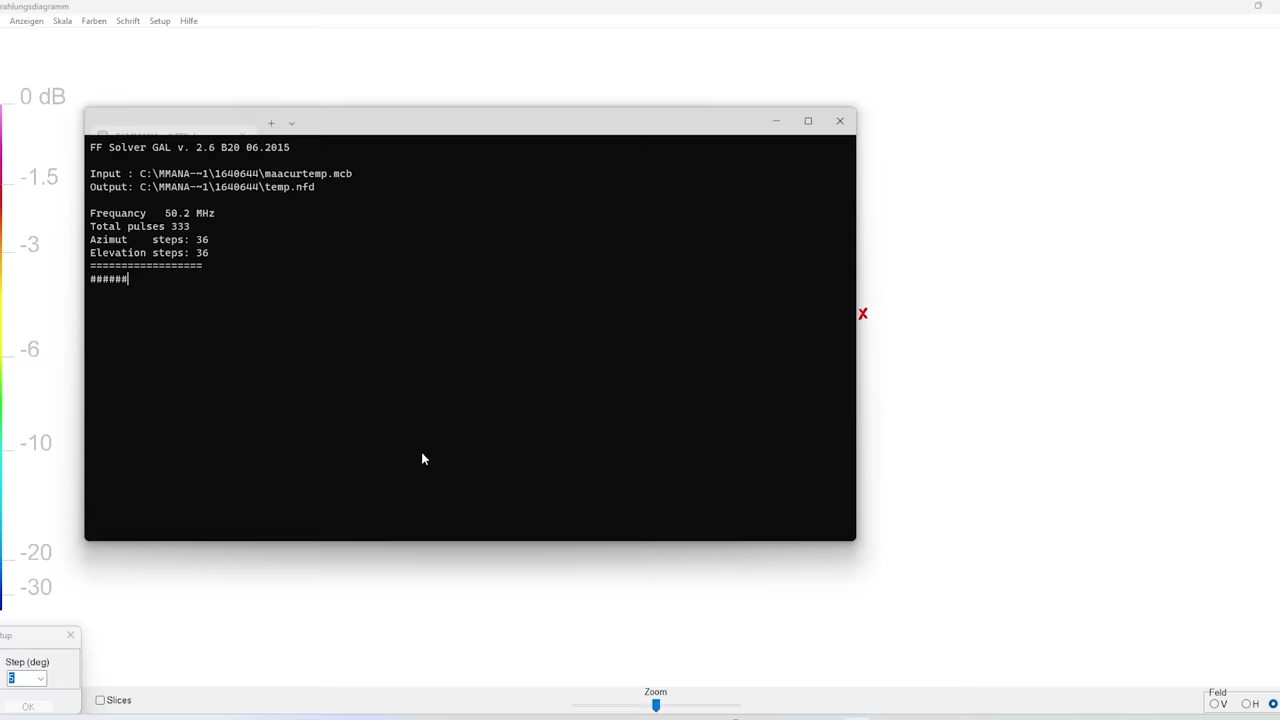 rahlungsdiagramm
Anzeigen Skala Farben Schrift Setup Hilfe
0 dB
-1.5
-3
-6
-10
-20
-30
FF Solver GAL v. 2.6 B20 06.2015
Input : C:\MMANA-~1\1640644\maacurtemp.mcb
Output: C:\MMANA-~1\1640644\temp.nfd
Frequancy 50.2 MHz
Total pulses 333
Azimut steps: 36
Elevation steps: 36
==================
######
X
tup
Step (deg)
5
OK
Slices
Zoom
Feld
V H